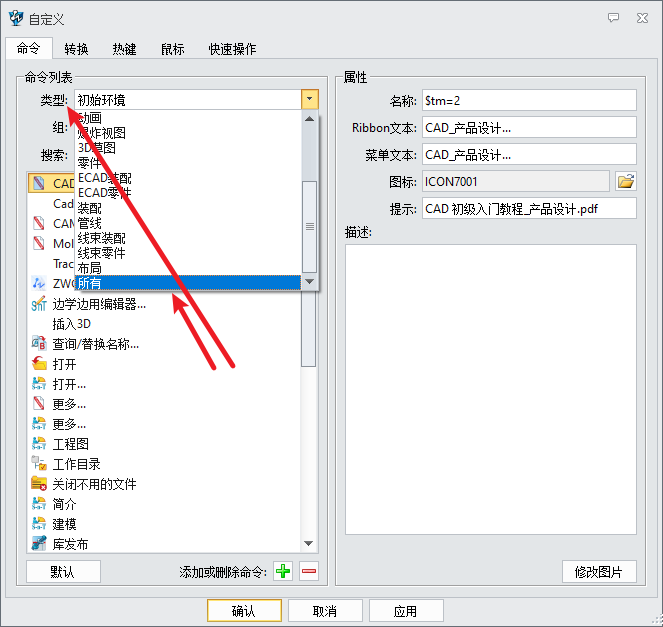 自定义
命令 转换 热键 鼠标 快速操作
命令列表
类型: 初始环境
组:
搜索:
动画
爆炸视图
3D草图
零件
ECAD装配
ECAD零件
装配
管线
线束装配
线束零件
布局
所有
CAD
Cad
CAM
Mol
Trac
ZWC
边学边用编辑器...
插入3D
查询/替换名称...
打开
打开...
更多...
更多...
工程图
工作目录
关闭不用的文件
简介
建模
库发布
默认 添加或删除命令:
属性
名称: $tm=2
Ribbon文本: CAD_产品设计...
菜单文本: CAD_产品设计...
图标: ICON7001
提示: CAD 初级入门教程_产品设计.pdf
描述:
修改图片
确认 取消 应用